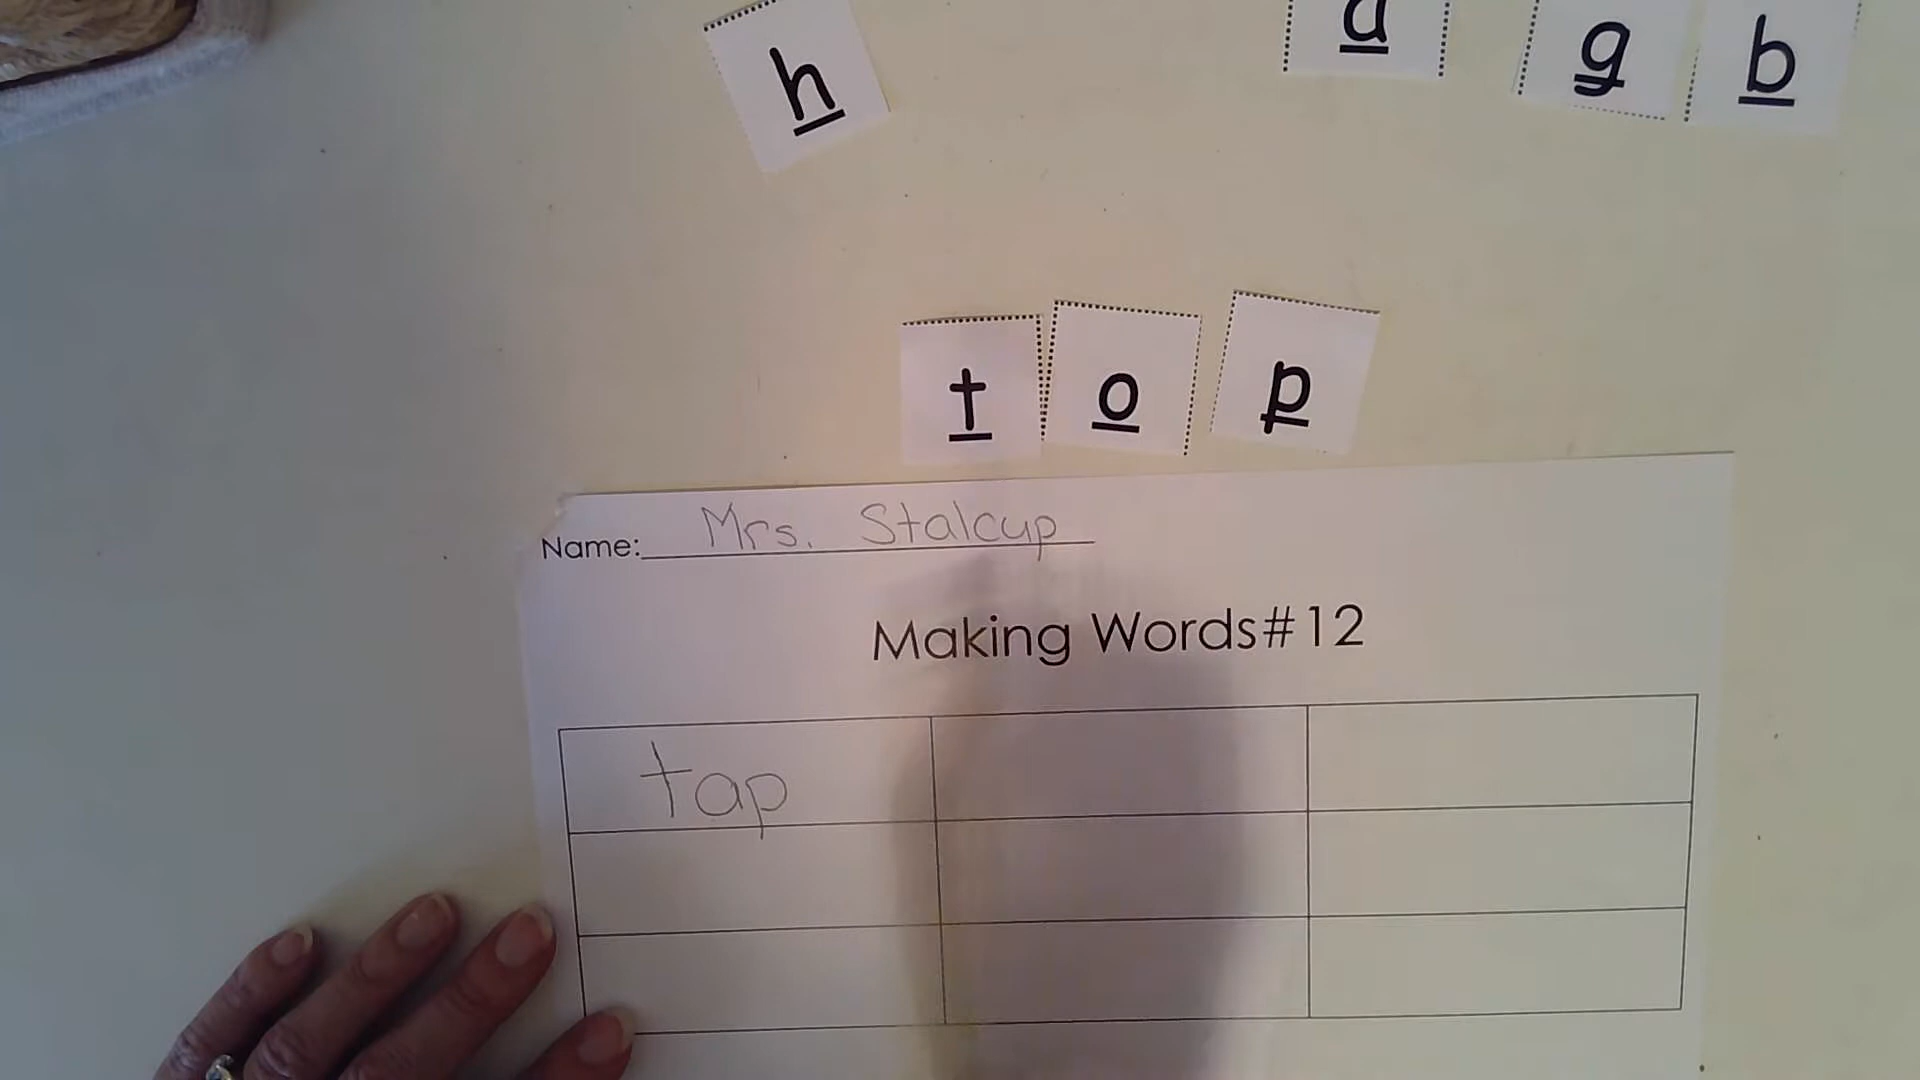 h a g b
t o p
Name: Mrs. Stalcup
Making Words#12
tap